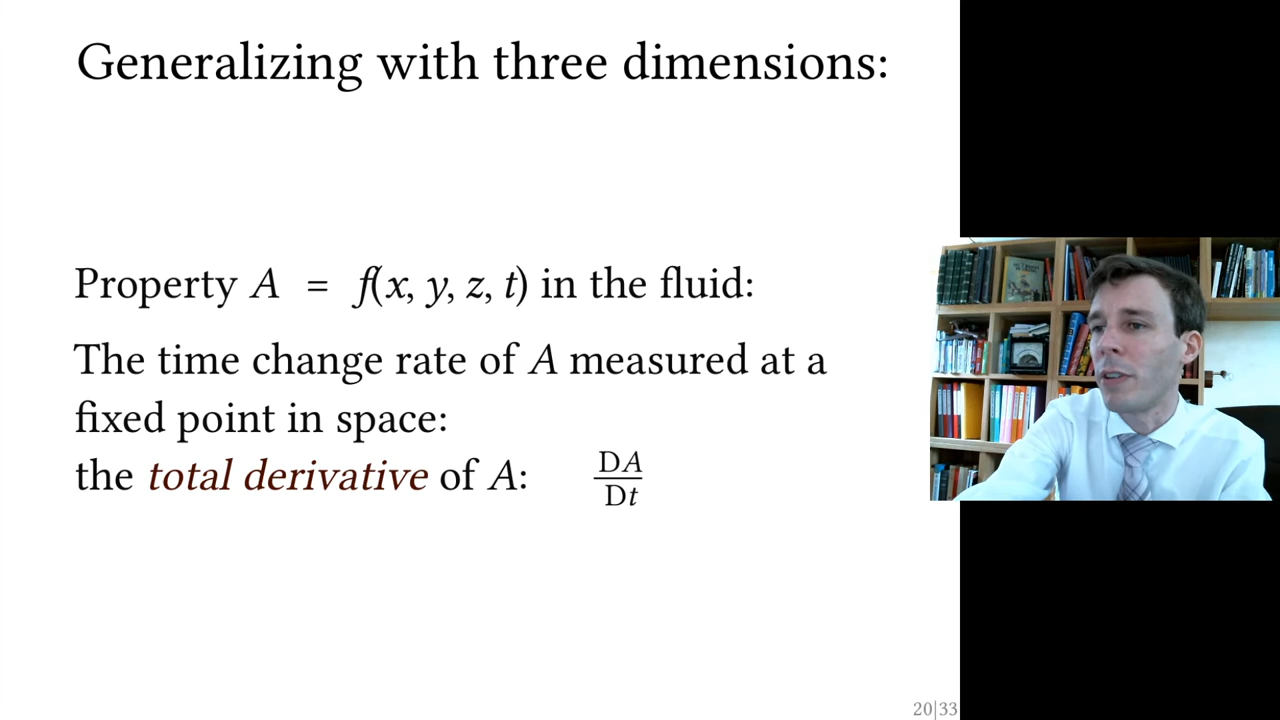 Generalizing with three dimensions:
Property A = f(x, y, z, t) in the fluid:
The time change rate of A measured at a
fixed point in space:
the total derivative of A: DA/Dt
20|33